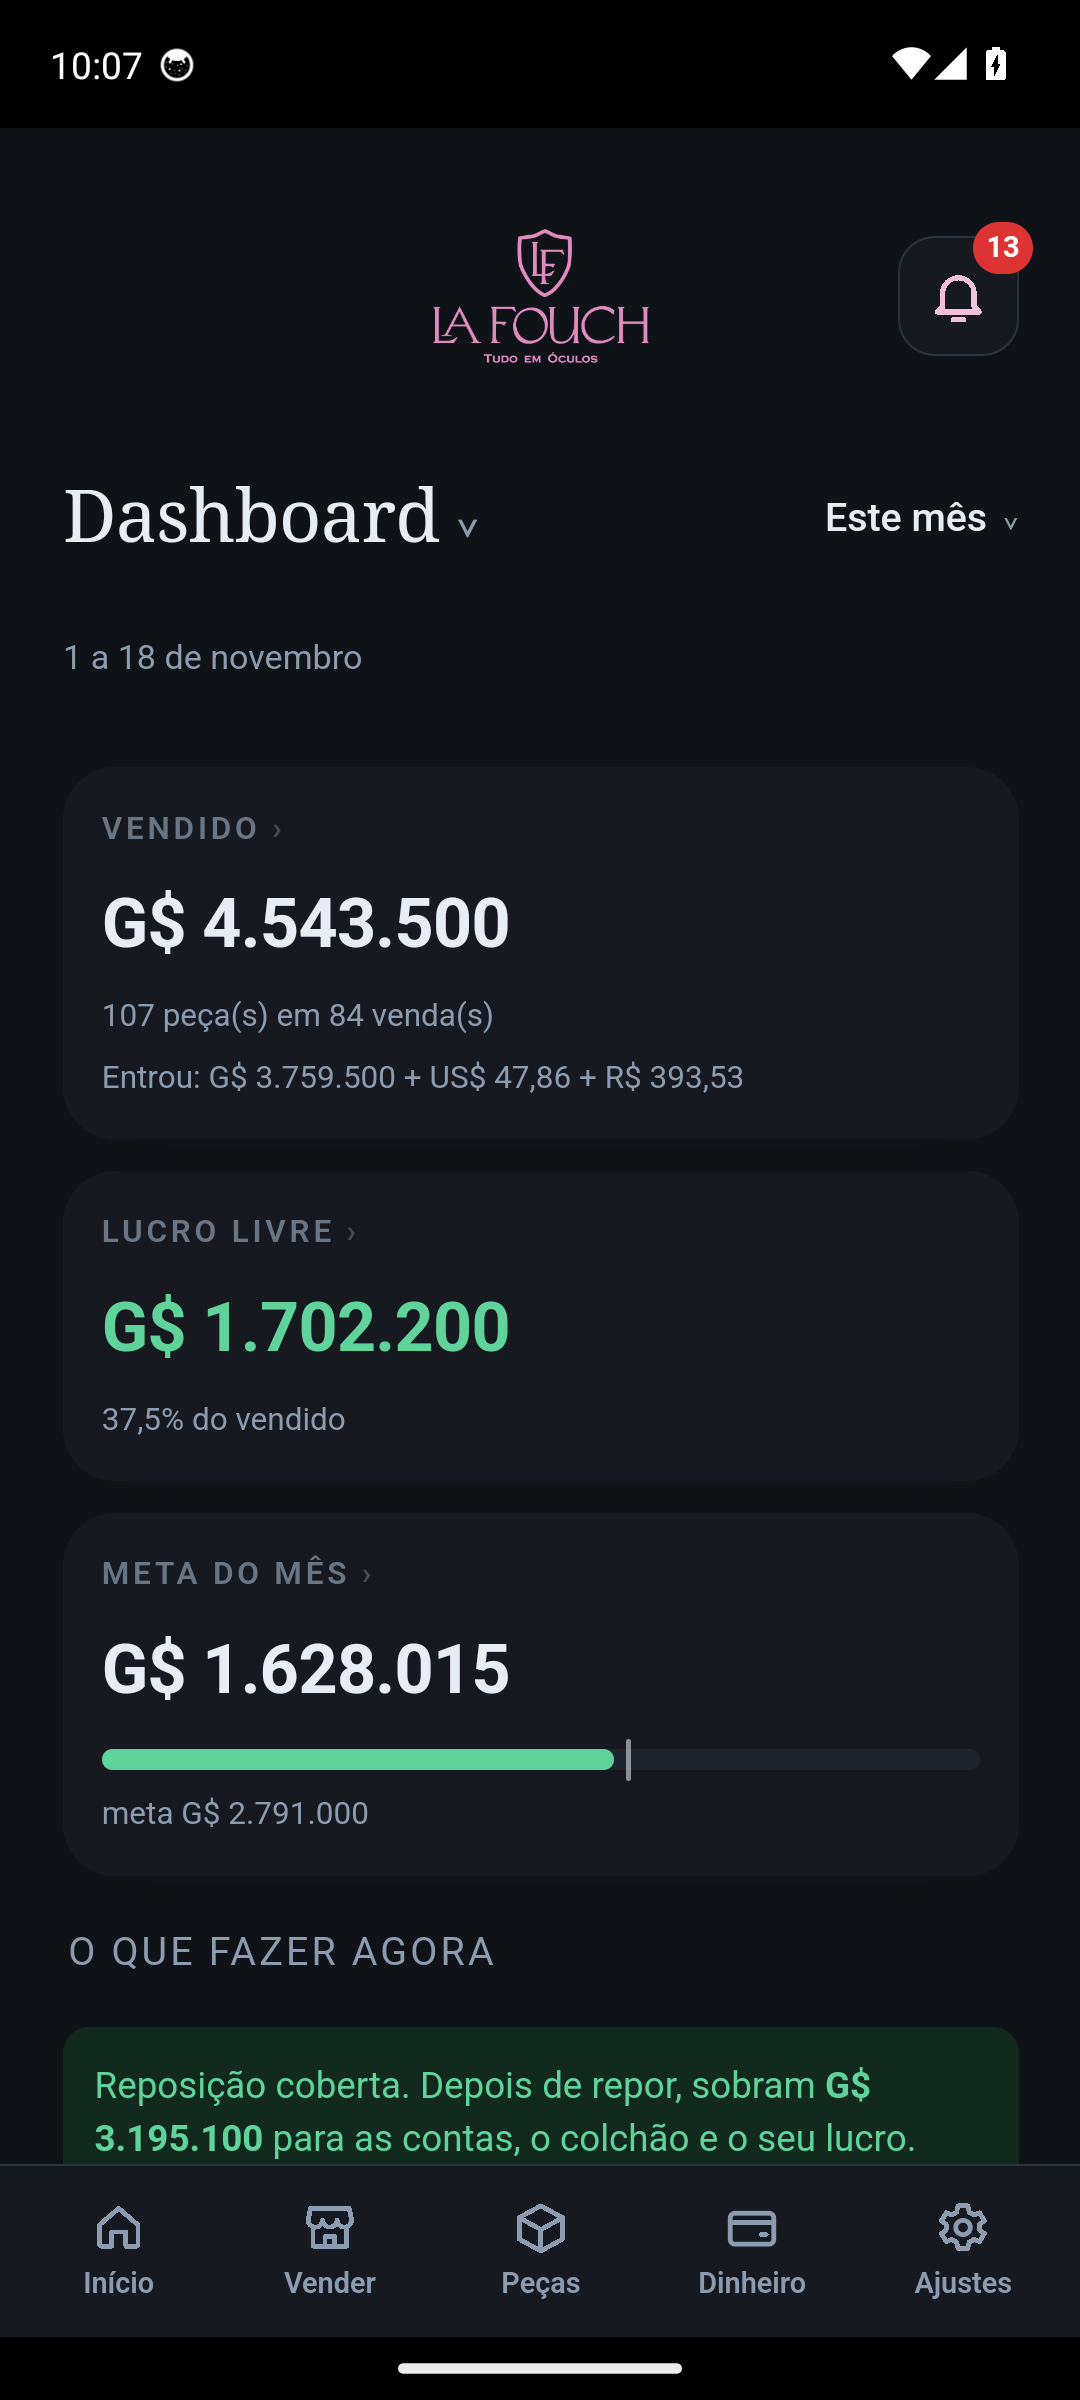 10:07
13
LF
LA FOUCH
TUDO EM ÓCULOS
Dashboard
Este mês
1 a 18 de novembro
VENDIDO ›
G$ 4.543.500
107 peça(s) em 84 venda(s)
Entrou: G$ 3.759.500 + US$ 47,86 + R$ 393,53
LUCRO LIVRE ›
G$ 1.702.200
37,5% do vendido
META DO MÊS ›
G$ 1.628.015
meta G$ 2.791.000
O QUE FAZER AGORA
Reposição coberta. Depois de repor, sobram G$
3.195.100 para as contas, o colchão e o seu lucro.
Início
Vender
Peças
Dinheiro
Ajustes